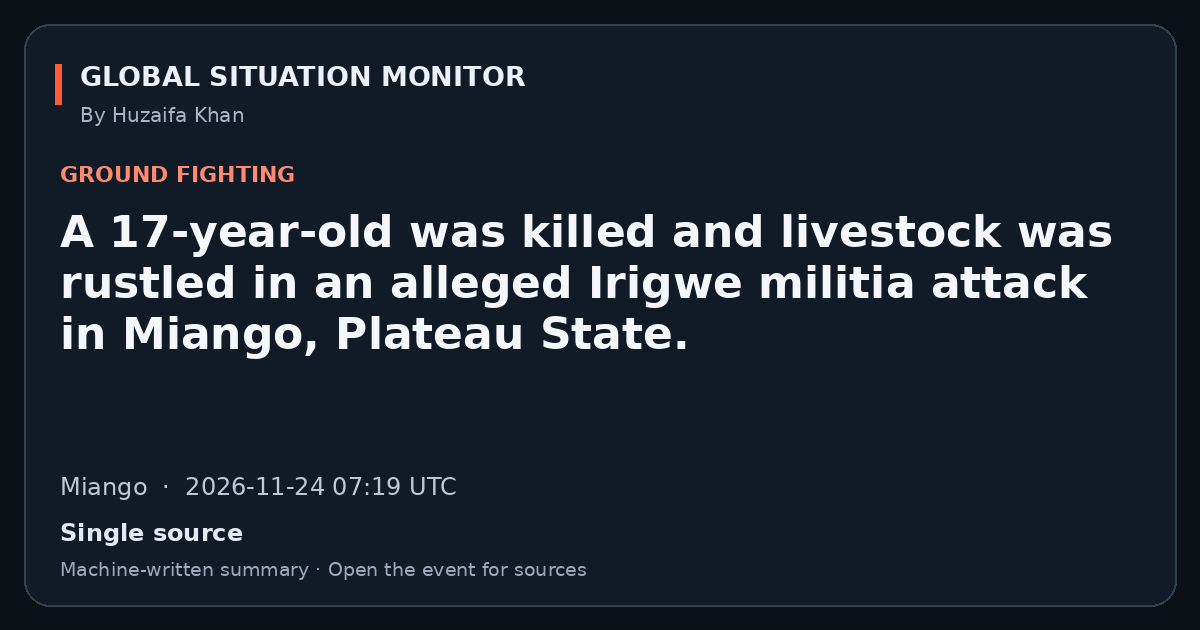 GLOBAL SITUATION MONITOR
By Huzaifa Khan
GROUND FIGHTING
A 17-year-old was killed and livestock was
rustled in an alleged Irigwe militia attack
in Miango, Plateau State.
Miango · 2026-11-24 07:19 UTC
Single source
Machine-written summary · Open the event for sources